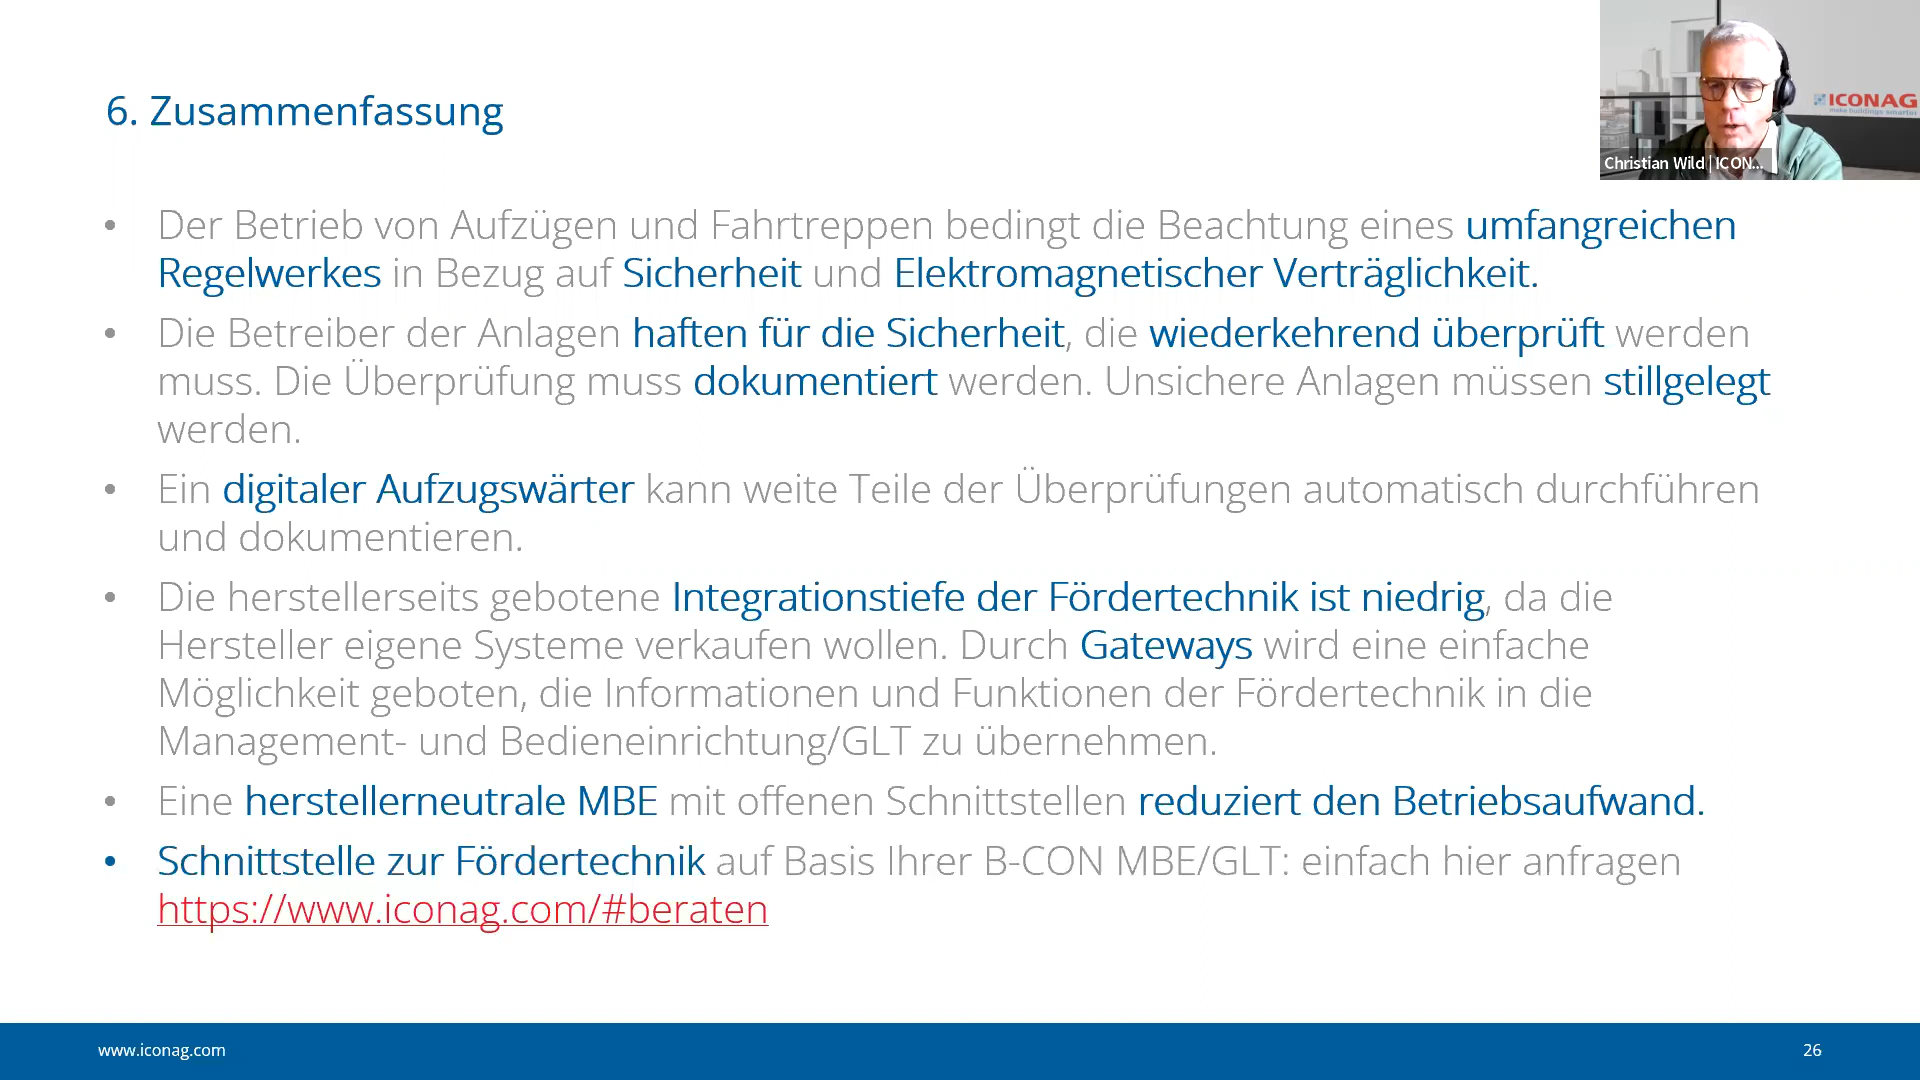 ICONAG
make buildings smarter
Christian Wild | ICON...
6. Zusammenfassung
• Der Betrieb von Aufzügen und Fahrtreppen bedingt die Beachtung eines umfangreichen
Regelwerkes in Bezug auf Sicherheit und Elektromagnetischer Verträglichkeit.
• Die Betreiber der Anlagen haften für die Sicherheit, die wiederkehrend überprüft werden
muss. Die Überprüfung muss dokumentiert werden. Unsichere Anlagen müssen stillgelegt
werden.
• Ein digitaler Aufzugswärter kann weite Teile der Überprüfungen automatisch durchführen
und dokumentieren.
• Die herstellerseits gebotene Integrationstiefe der Fördertechnik ist niedrig, da die
Hersteller eigene Systeme verkaufen wollen. Durch Gateways wird eine einfache
Möglichkeit geboten, die Informationen und Funktionen der Fördertechnik in die
Management- und Bedieneinrichtung/GLT zu übernehmen.
• Eine herstellerneutrale MBE mit offenen Schnittstellen reduziert den Betriebsaufwand.
• Schnittstelle zur Fördertechnik auf Basis Ihrer B-CON MBE/GLT: einfach hier anfragen
https://www.iconag.com/#beraten
www.iconag.com
26